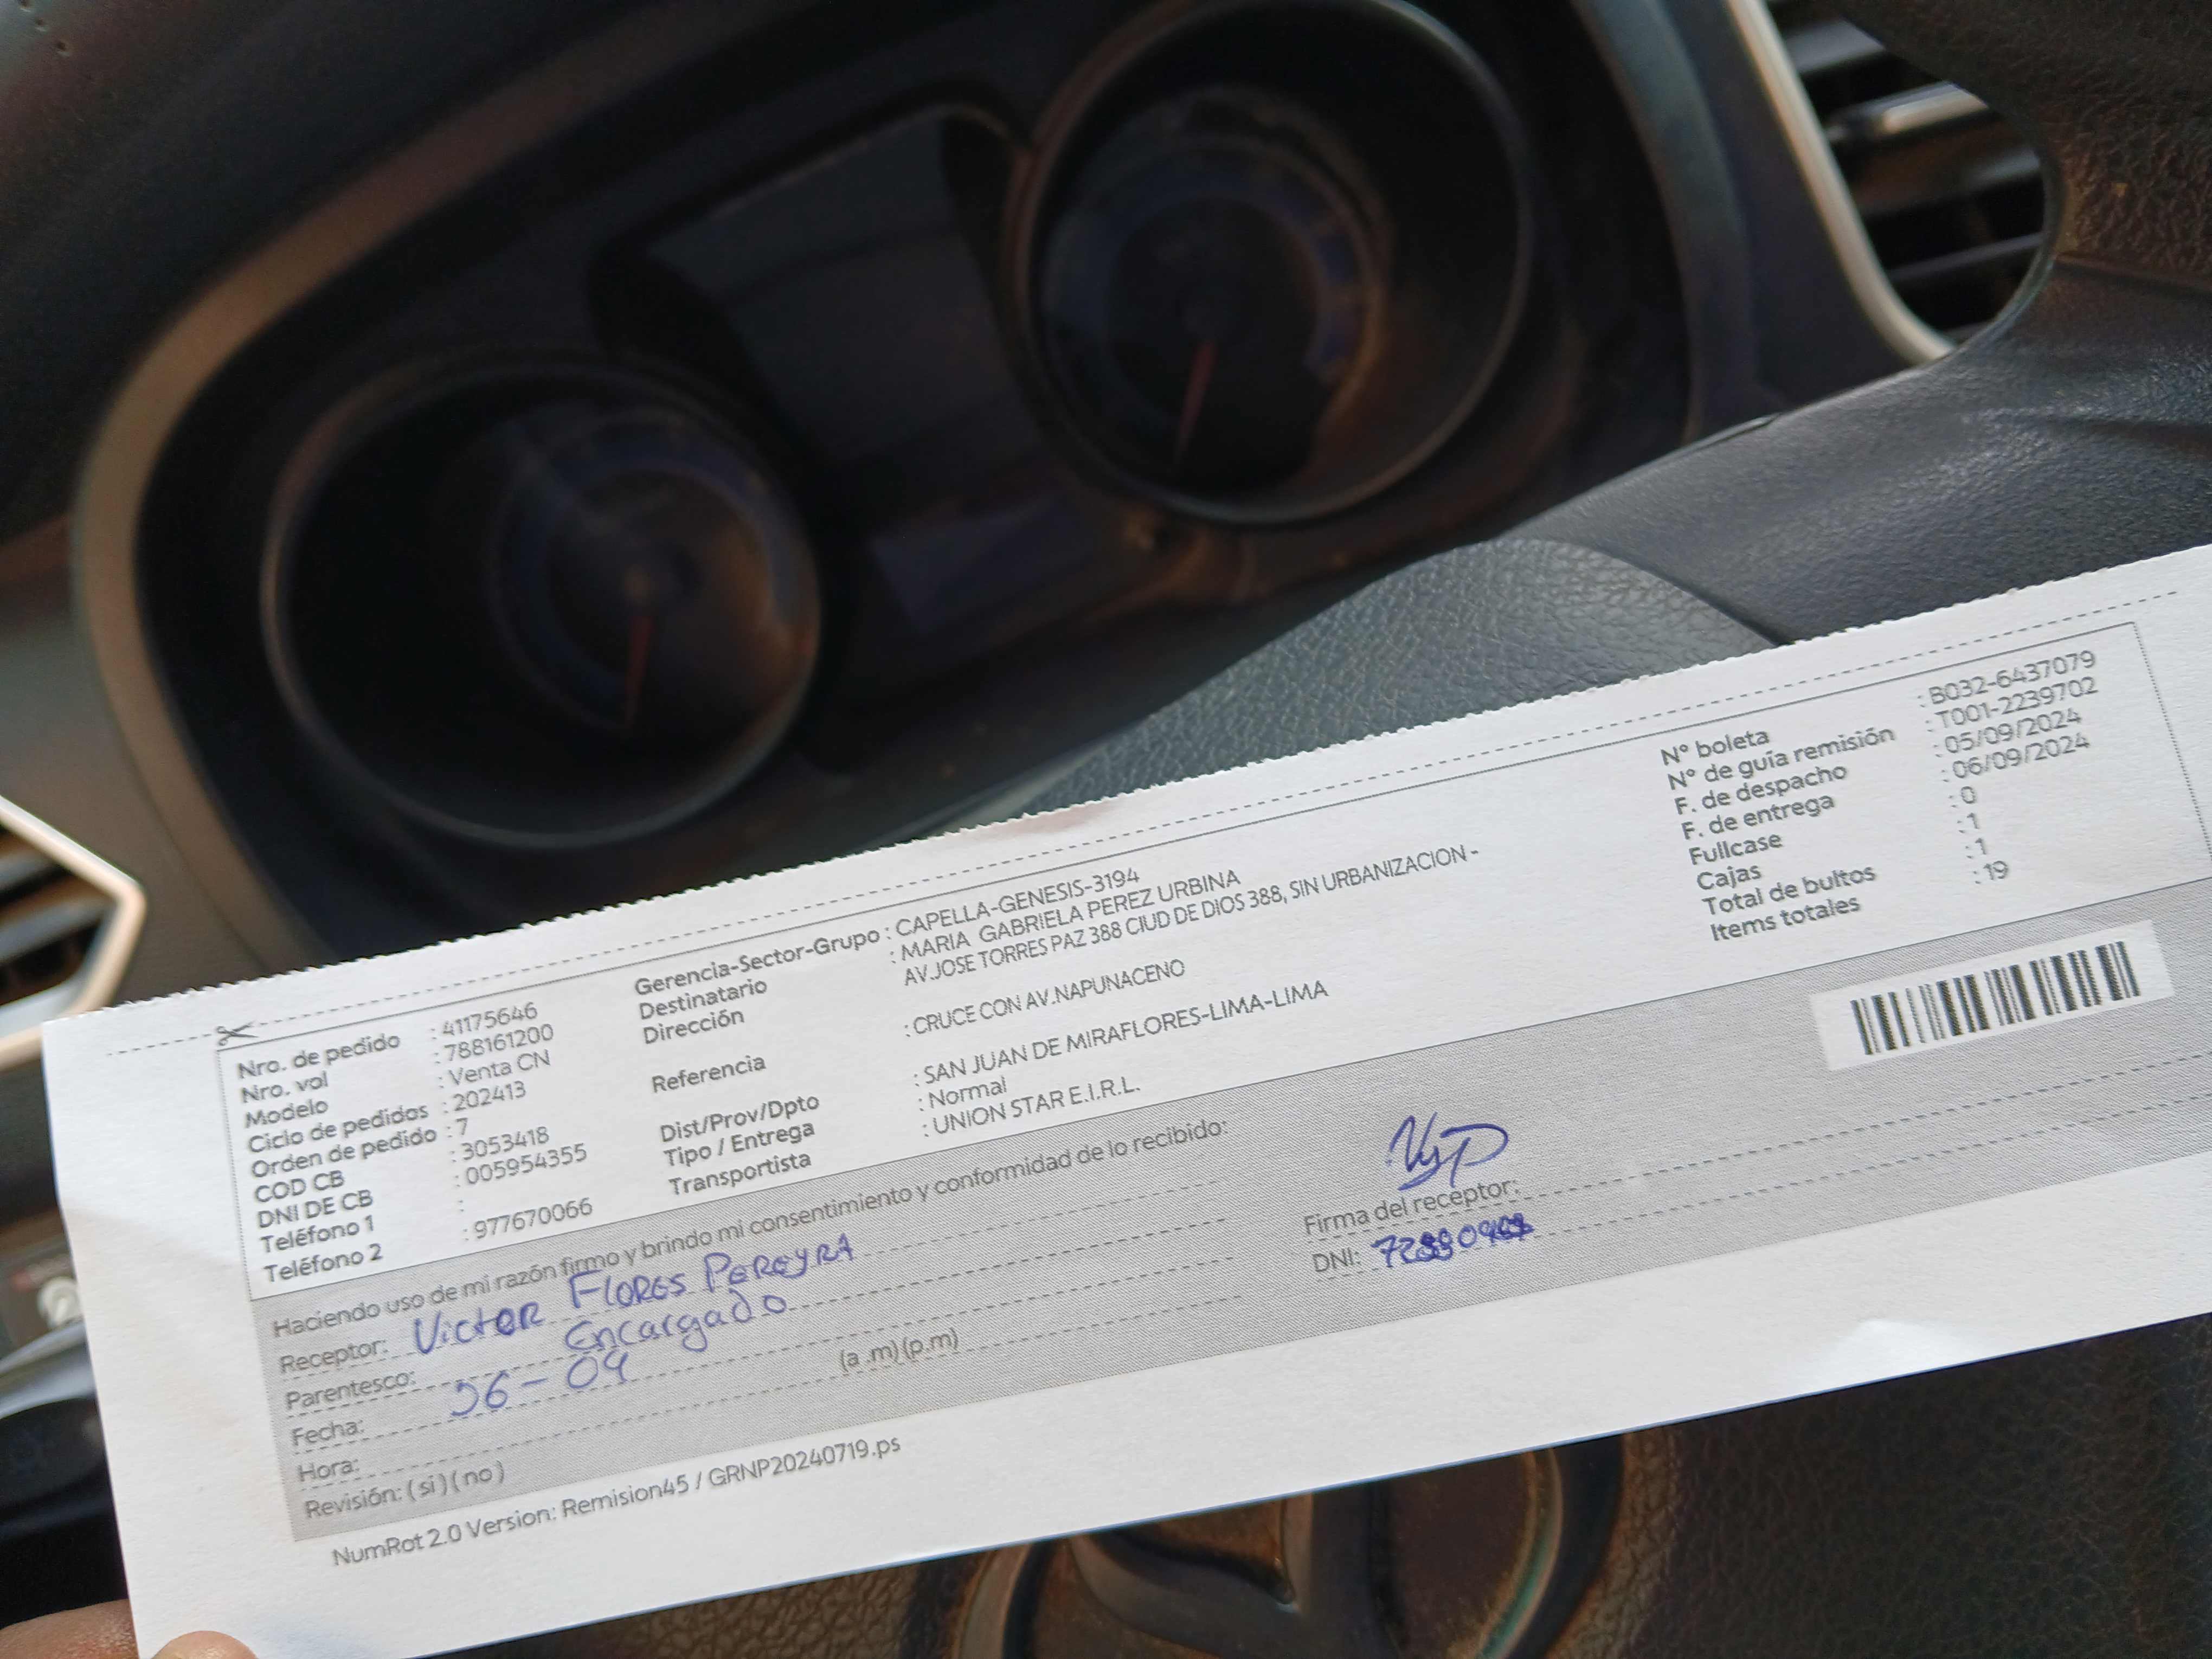 Nro. de pedido : 41175646
Nro. vol : 788161200
Modelo : Venta CN
Ciclo de pedidos : 202413
Orden de pedido : 7
COD CB : 3053418
DNI DE CB : 005954355
Teléfono 1 :
Teléfono 2 : 977670066
Gerencia-Sector-Grupo : CAPELLA-GENESIS-3194
Destinatario : MARIA GABRIELA PEREZ URBINA
Dirección AV.JOSE TORRES PAZ 388 CIUD DE DIOS 388, SIN URBANIZACION -
Referencia : CRUCE CON AV.NAPUNACENO
Dist/Prov/Dpto : SAN JUAN DE MIRAFLORES-LIMA-LIMA
Tipo / Entrega : Normal
Transportista : UNION STAR E.I.R.L.
N° boleta : B032-6437079
N° de guía remisión : T001-2239702
F. de despacho : 05/09/2024
F. de entrega : 06/09/2024
Fullcase : 0
Cajas : 1
Total de bultos : 1
Items totales : 19
Haciendo uso de mi razón firmo y brindo mi consentimiento y conformidad de lo recibido:
Receptor: Victor Flores Pereyra
Parentesco: Encargado
Fecha: 06-09
Hora: (a .m) (p.m)
Revisión: ( si ) ( no )
Firma del receptor:
DNI:
NumRot 2.0 Version: Remision45 / GRNP20240719.ps